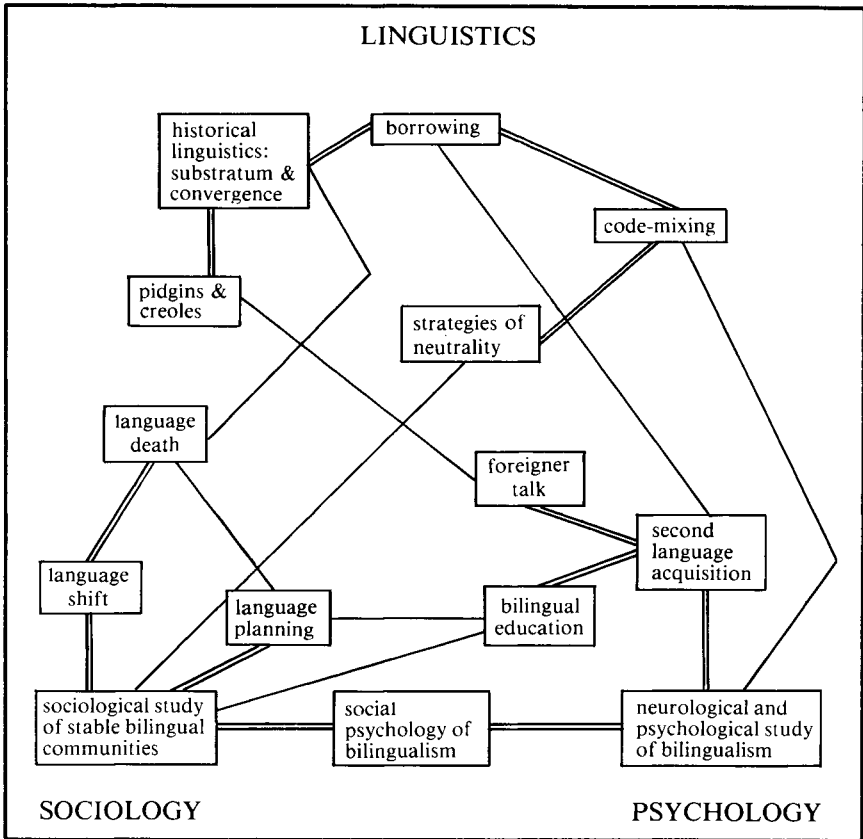 LINGUISTICS
historical
linguistics:
substratum &
convergence
borrowing
code-mixing
pidgins &
creoles
strategies of
neutrality
language
death
foreigner
talk
second
language
acquisition
language
shift
language
planning
bilingual
education
sociological study
of stable bilingual
communities
social
psychology of
bilingualism
neurological and
psychological study
of bilingualism
SOCIOLOGY
PSYCHOLOGY